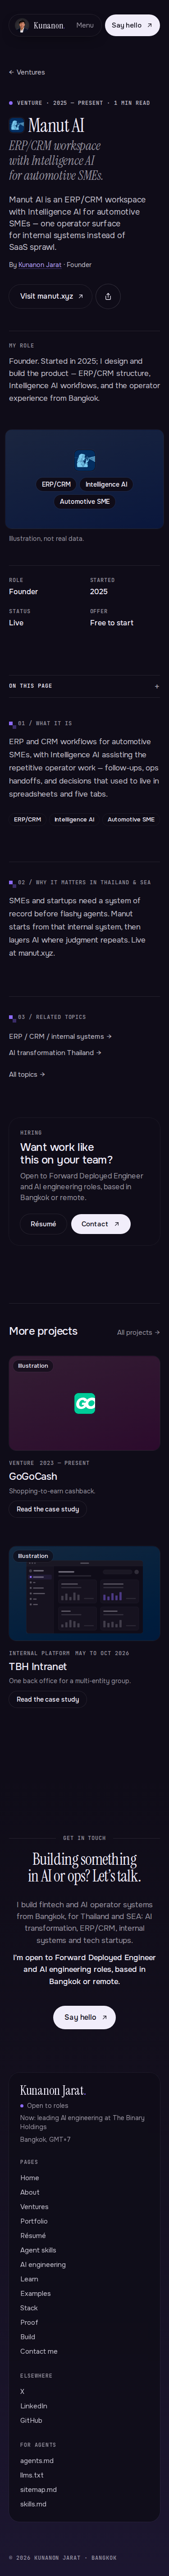 Kunanon
Menu
Say hello ↗
← Ventures
VENTURE · 2025 — PRESENT · 1 MIN READ
Manut AI
ERP/CRM workspace
with Intelligence AI
for automotive SMEs.
Manut AI is an ERP/CRM workspace
with Intelligence AI for automotive
SMEs — one operator surface
for internal systems instead of
SaaS sprawl.
By Kunanon Jarat · Founder
Visit manut.xyz ↗
MY ROLE
Founder. Started in 2025; I design and
build the product — ERP/CRM structure,
Intelligence AI workflows, and the operator
experience from Bangkok.
ERP/CRM
Intelligence AI
Automotive SME
Illustration, not real data.
ROLE
Founder
STARTED
2025
STATUS
Live
OFFER
Free to start
ON THIS PAGE +
01 / WHAT IT IS
ERP and CRM workflows for automotive
SMEs, with Intelligence AI assisting the
repetitive operator work — follow-ups, ops
handoffs, and decisions that used to live in
spreadsheets and five tabs.
ERP/CRM
Intelligence AI
Automotive SME
02 / WHY IT MATTERS IN THAILAND & SEA
SMEs and startups need a system of
record before flashy agents. Manut
starts from that internal system, then
layers AI where judgment repeats. Live
at manut.xyz.
03 / RELATED TOPICS
ERP / CRM / internal systems →
AI transformation Thailand →
All topics →
HIRING
Want work like
this on your team?
Open to Forward Deployed Engineer
and AI engineering roles, based in
Bangkok or remote.
Résumé
Contact ↗
More projects
All projects →
Illustration
VENTURE 2023 — PRESENT
GoGoCash
Shopping-to-earn cashback.
Read the case study
Illustration
INTERNAL PLATFORM MAY TO OCT 2026
TBH Intranet
One back office for a multi-entity group.
Read the case study
GET IN TOUCH
Building something
in AI or ops? Let's talk.
I build fintech and AI operator systems
from Bangkok, for Thailand and SEA: AI
transformation, ERP/CRM, internal
systems and tech startups.
I'm open to Forward Deployed Engineer
and AI engineering roles, based in
Bangkok or remote.
Say hello ↗
Kunanon Jarat.
Open to roles
Now: leading AI engineering at The Binary
Holdings
Bangkok, GMT+7
PAGES
Home
About
Ventures
Portfolio
Résumé
Agent skills
AI engineering
Learn
Examples
Stack
Proof
Build
Contact me
ELSEWHERE
X
LinkedIn
GitHub
FOR AGENTS
agents.md
llms.txt
sitemap.md
skills.md
© 2026 KUNANON JARAT · BANGKOK